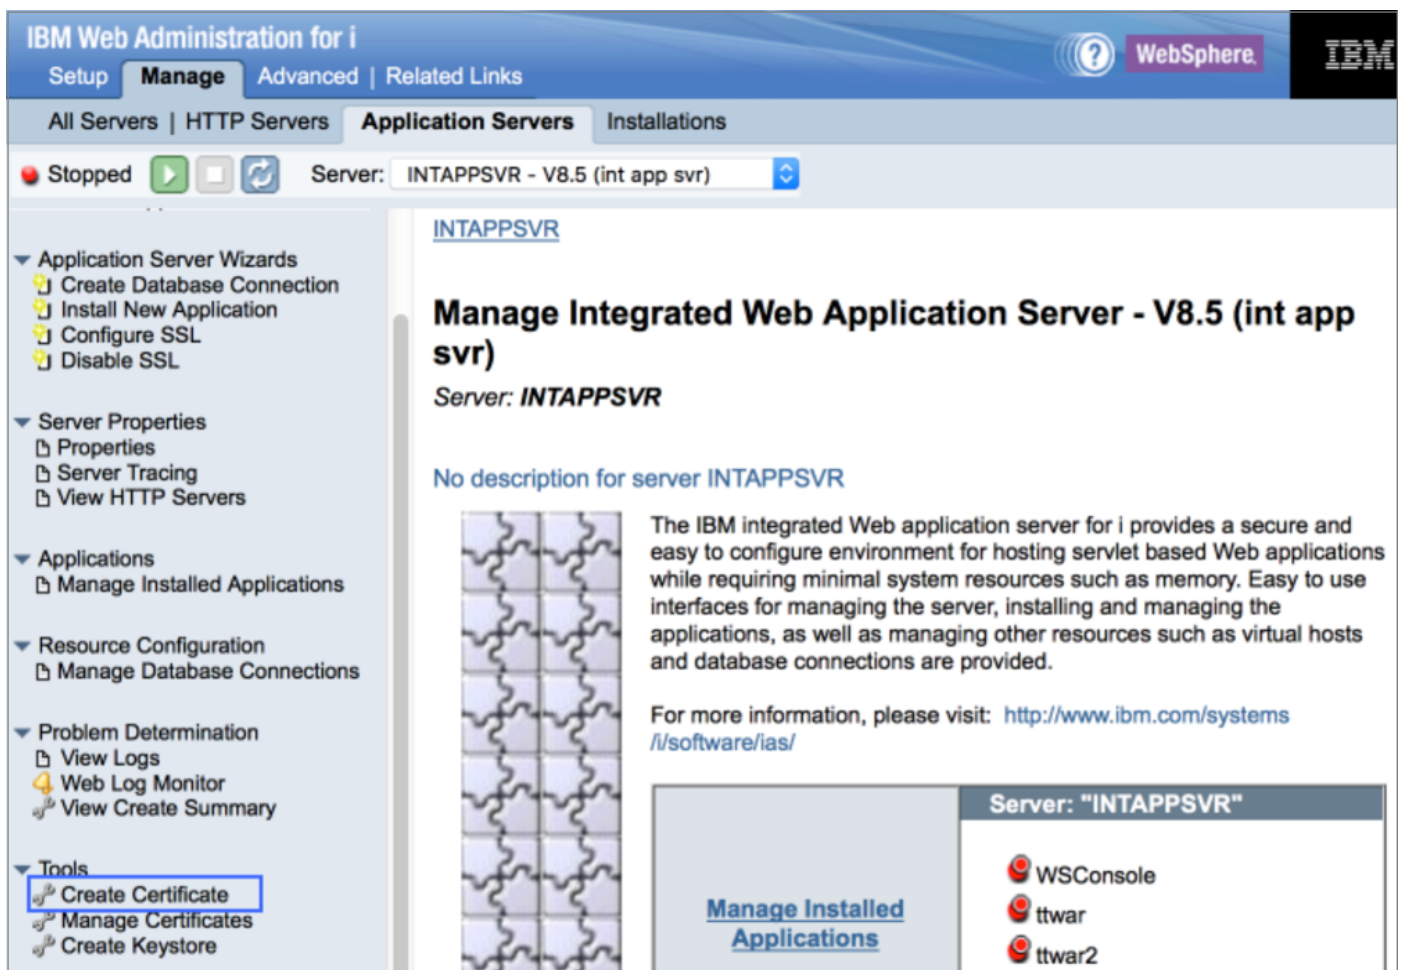 IBM Web Administration for i
Setup Manage Advanced | Related Links
WebSphere.
IBM
All Servers | HTTP Servers Application Servers Installations
Stopped Server: INTAPPSVR - V8.5 (int app svr)
Application Server Wizards
Create Database Connection
Install New Application
Configure SSL
Disable SSL
Server Properties
Properties
Server Tracing
View HTTP Servers
Applications
Manage Installed Applications
Resource Configuration
Manage Database Connections
Problem Determination
View Logs
Web Log Monitor
View Create Summary
Tools
Create Certificate
Manage Certificates
Create Keystore
INTAPPSVR
Manage Integrated Web Application Server - V8.5 (int app
svr)
Server: INTAPPSVR
No description for server INTAPPSVR
The IBM integrated Web application server for i provides a secure and
easy to configure environment for hosting servlet based Web applications
while requiring minimal system resources such as memory. Easy to use
interfaces for managing the server, installing and managing the
applications, as well as managing other resources such as virtual hosts
and database connections are provided.
For more information, please visit: http://www.ibm.com/systems
/i/software/ias/
Manage Installed
Applications
Server: "INTAPPSVR"
WSConsole
ttwar
ttwar2